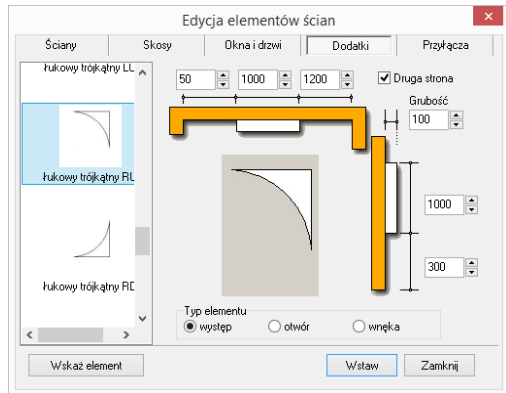 Edycja elementów ścian
Ściany Skosy Okna i drzwi Dodatki Przyłącza
łukowy trójkątny LL
50 1000 1200 Druga strona
Grubość
100
łukowy trójkątny RU
1000
300
łukowy trójkątny RD
Typ elementu
występ otwór wnęka
Wskaż element Wstaw Zamknij